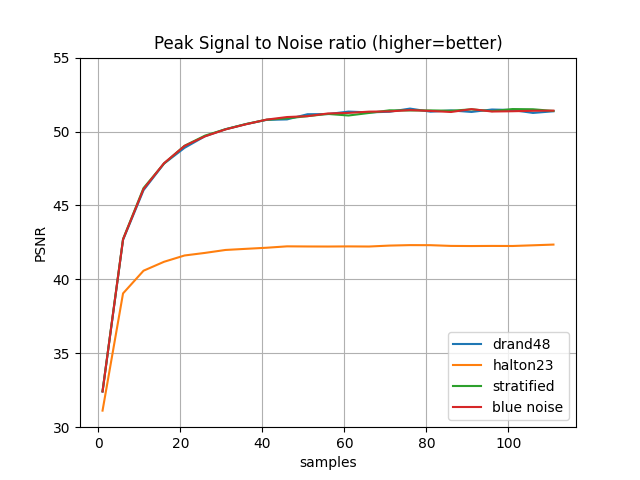 Peak Signal to Noise ratio (higher=better)
55
50
45
40
35
30
PSNR
0 20 40 60 80 100
samples
drand48
halton23
stratified
blue noise